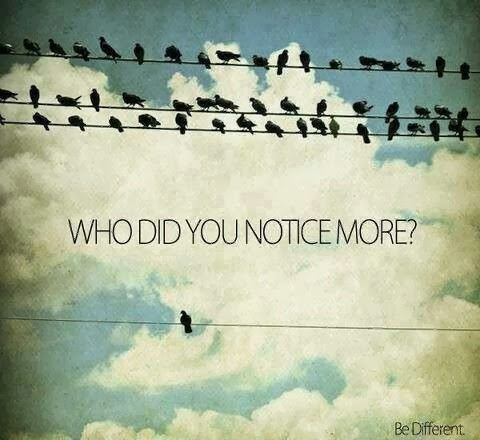 WHO DID YOU NOTICE MORE?
Be Different.